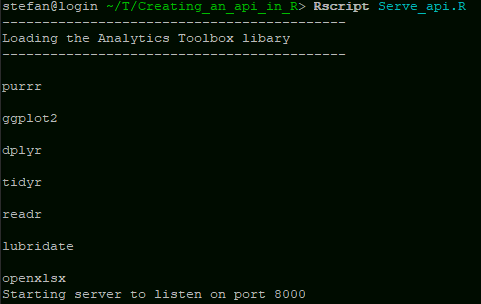 stefan@login ~/T/Creating_an_api_in_R> Rscript Serve_api.R
-------------------------------------------
Loading the Analytics Toolbox libary
-------------------------------------------
purrr
ggplot2
dplyr
tidyr
readr
lubridate
openxlsx
Starting server to listen on port 8000